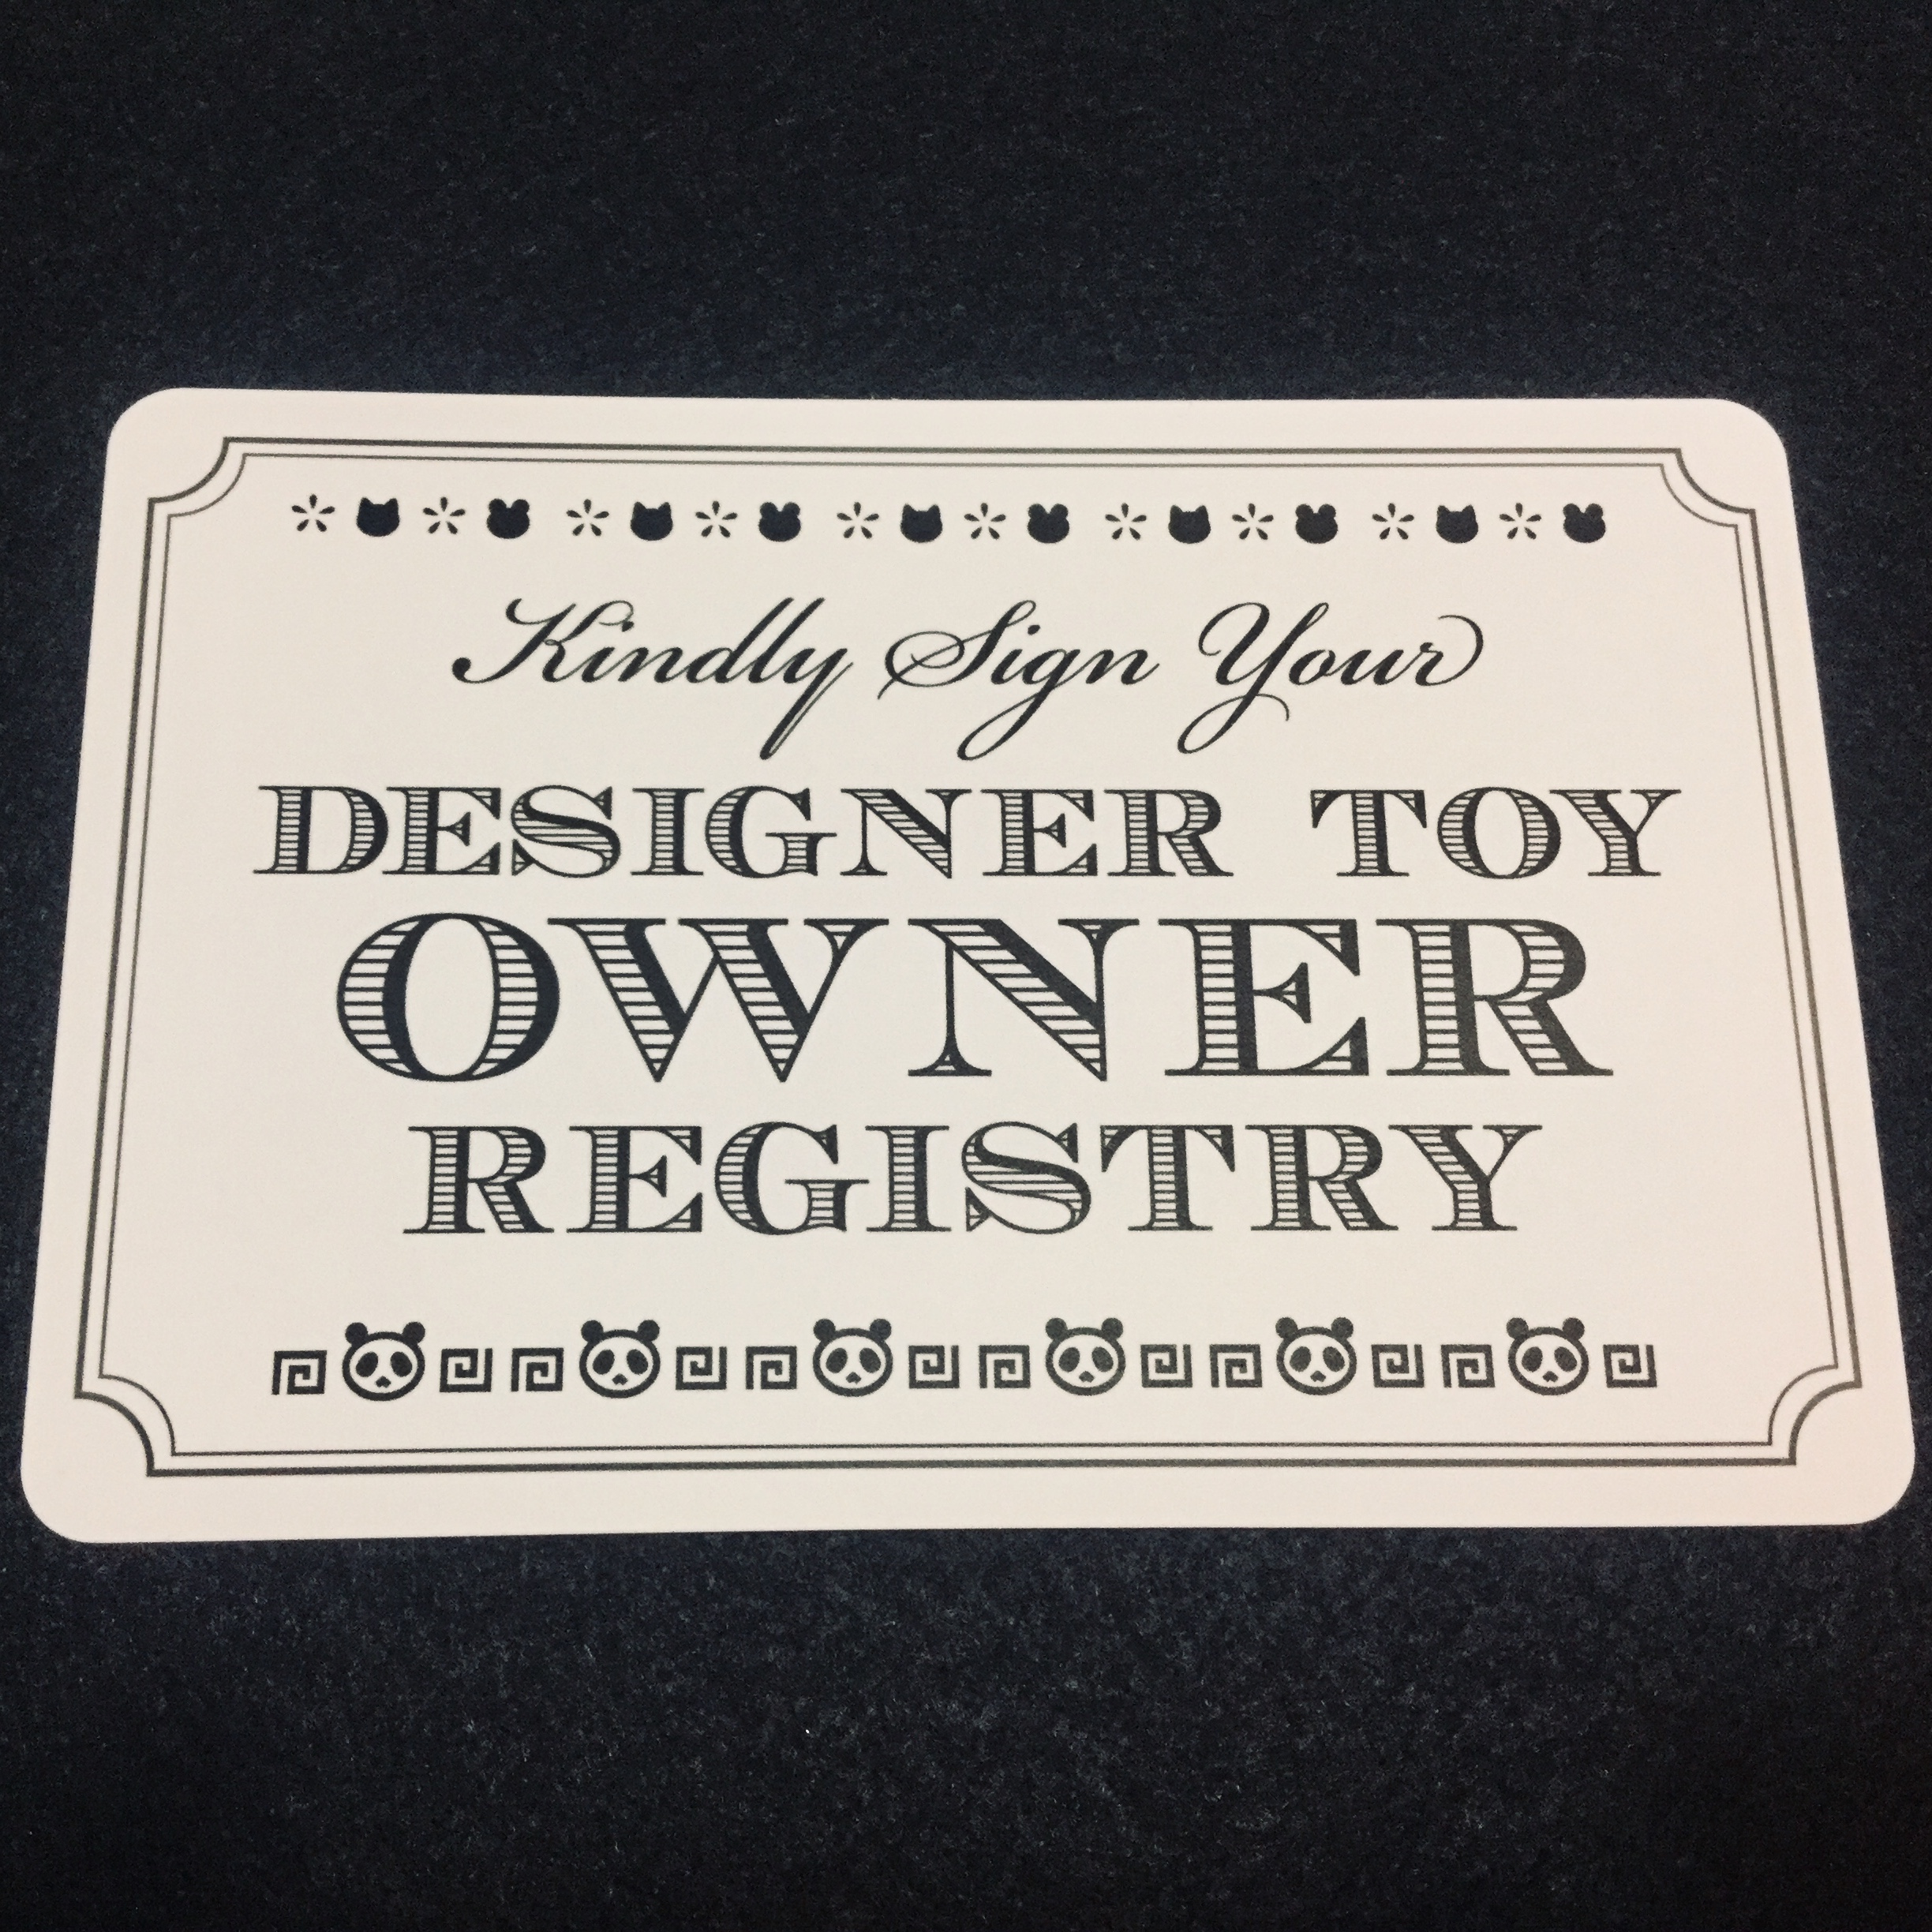 Kindly Sign Your
DESIGNER TOY
OWNER
REGISTRY